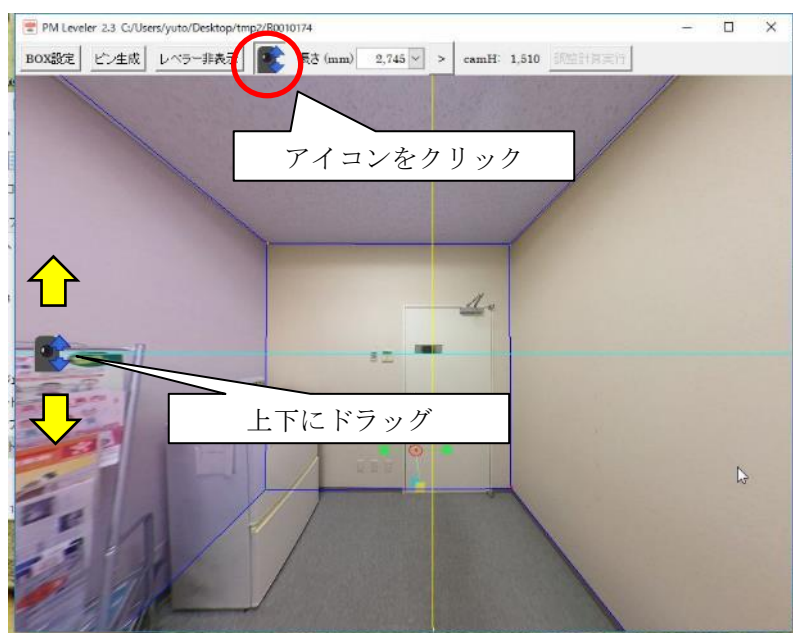 PM Leveler 2.3 C:/Users/yuto/Desktop/tmp2/R0010174
BOX設定 ピン生成 レベラー非表示 長さ (mm) 2,745 > camH: 1,510 調整計算実行
アイコンをクリック
上下にドラッグ